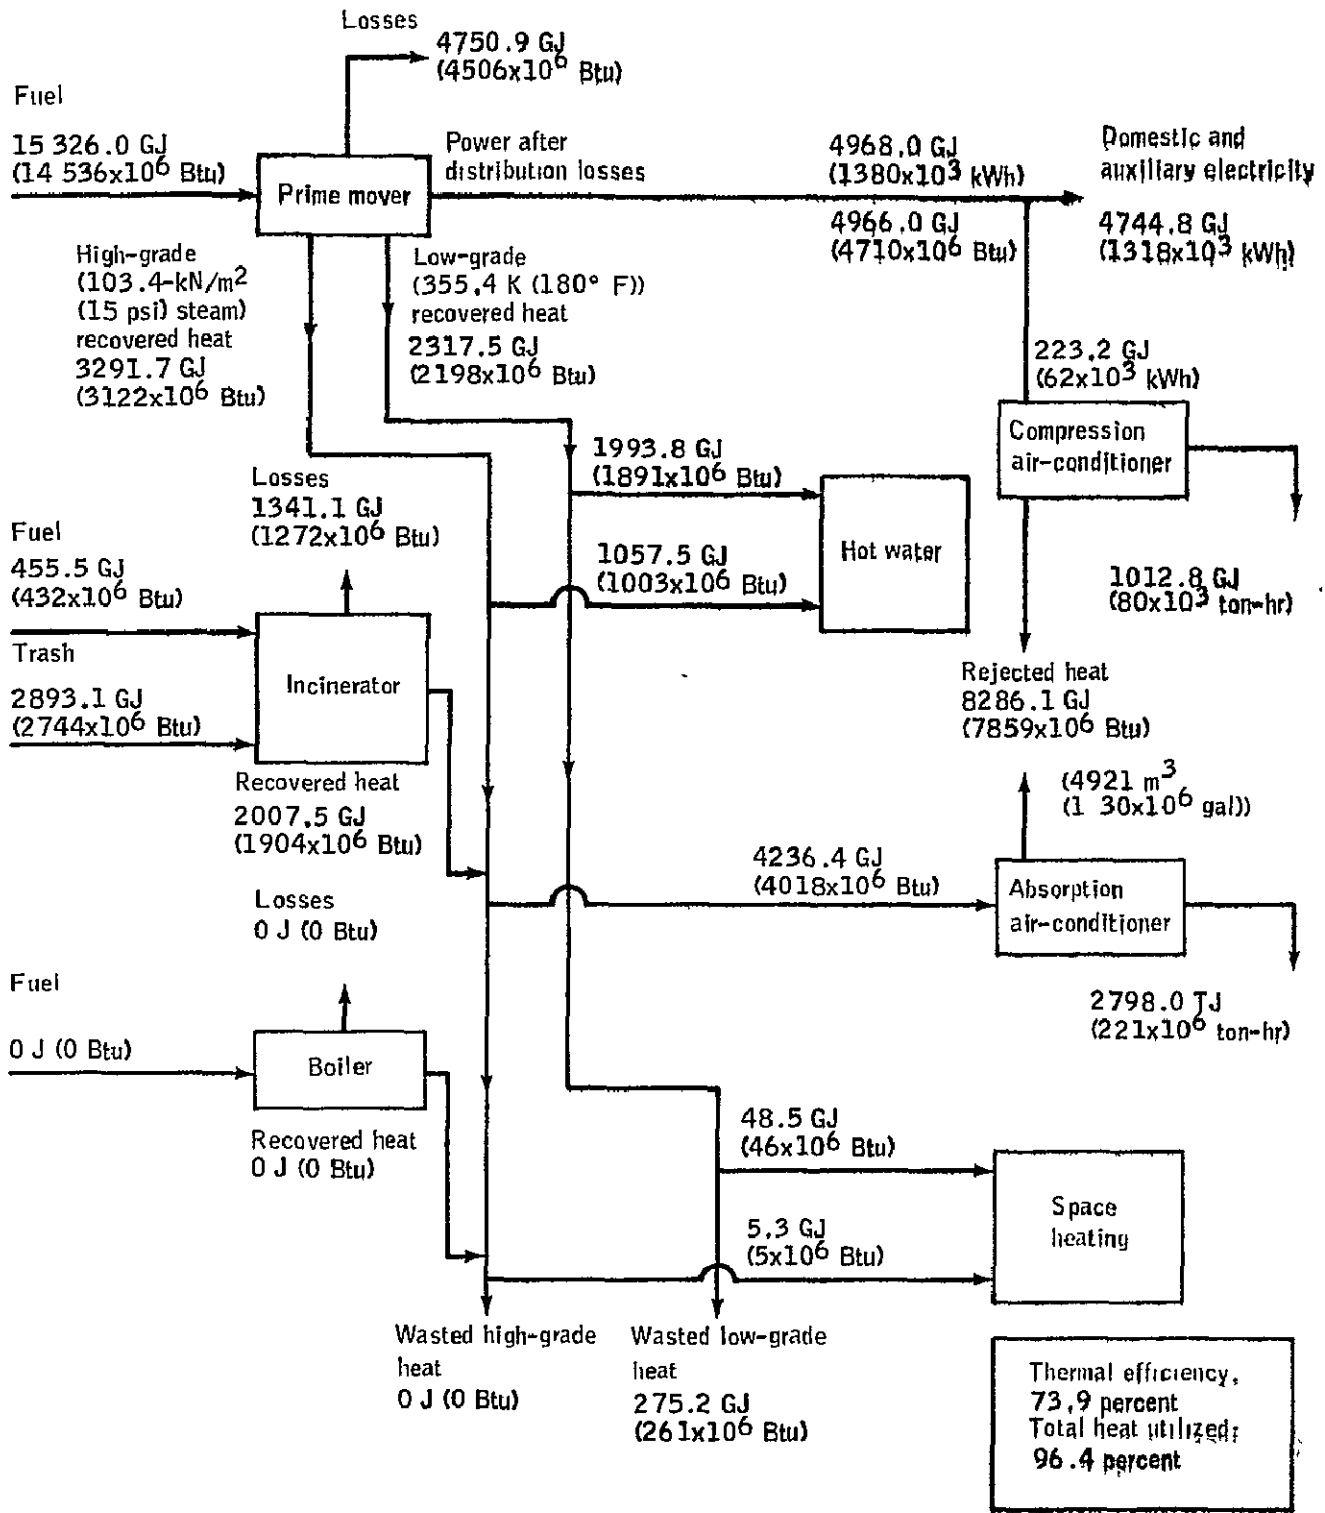 Losses
4750.9 GJ
(4506x10⁶ Btu)
Fuel
15 326.0 GJ
(14 536x10⁶ Btu)
Prime mover
Power after
distribution losses
4968.0 GJ
(1380x10³ kWh)
4966.0 GJ
(4710x10⁶ Btu)
Domestic and
auxiliary electricity
4744.8 GJ
(1318x10³ kWh)
High-grade
(103.4-kN/m²
(15 psi) steam)
recovered heat
3291.7 GJ
(3122x10⁶ Btu)
Low-grade
(355.4 K (180° F))
recovered heat
2317.5 GJ
(2198x10⁶ Btu)
223.2 GJ
(62x10³ kWh)
Compression
air-conditioner
1993.8 GJ
(1891x10⁶ Btu)
Losses
1341.1 GJ
(1272x10⁶ Btu)
Fuel
455.5 GJ
(432x10⁶ Btu)
1057.5 GJ
(1003x10⁶ Btu)
Hot water
1012.8 GJ
(80x10³ ton-hr)
Trash
2893.1 GJ
(2744x10⁶ Btu)
Incinerator
Rejected heat
8286.1 GJ
(7859x10⁶ Btu)
Recovered heat
2007.5 GJ
(1904x10⁶ Btu)
(4921 m³
(1 30x10⁶ gal))
4236.4 GJ
(4018x10⁶ Btu)
Absorption
air-conditioner
Losses
0 J (0 Btu)
Fuel
0 J (0 Btu)
Boiler
2798.0 TJ
(221x10⁶ ton-hr)
Recovered heat
0 J (0 Btu)
48.5 GJ
(46x10⁶ Btu)
5.3 GJ
(5x10⁶ Btu)
Space
heating
Wasted high-grade
heat
0 J (0 Btu)
Wasted low-grade
heat
275.2 GJ
(261x10⁶ Btu)
Thermal efficiency,
73.9 percent
Total heat utilized;
96.4 percent